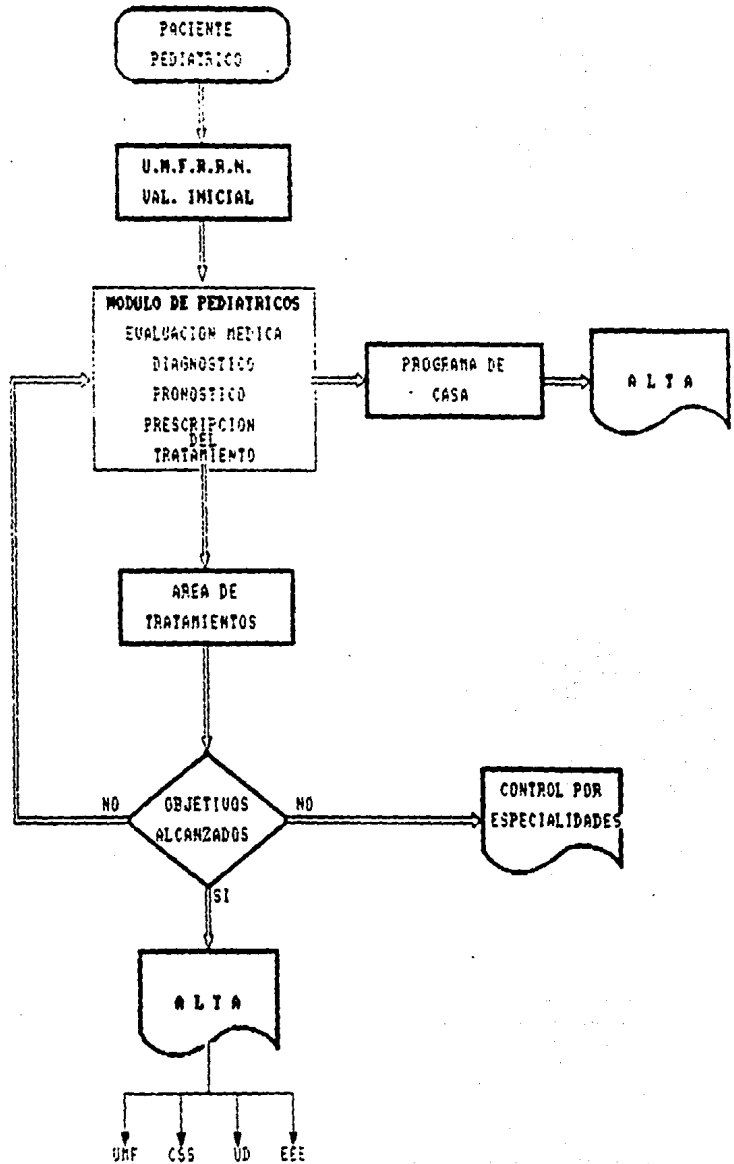 PACIENTE
PEDIATRICO
U.M.F.R.R.N.
VAL. INICIAL
MODULO DE PEDIATRICOS
EVALUACION MEDICA
DIAGNOSTICO
PRONOSTICO
PRESCRIPCION
DEL
TRATAMIENTO
PROGRAMA DE
CASA
A L T A
AREA DE
TRATAMIENTOS
NO
OBJETIVOS
ALCANZADOS
NO
CONTROL POR
ESPECIALIDADES
SI
A L T A
UMF CSS UD EEE